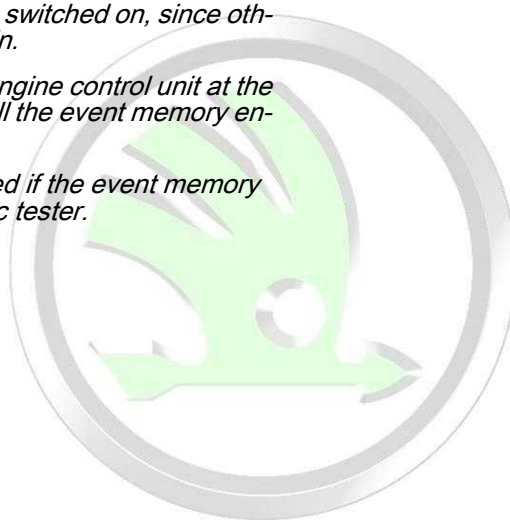 switched on, since oth-
n.
ngine control unit at the
ll the event memory en-
ed if the event memory
c tester.